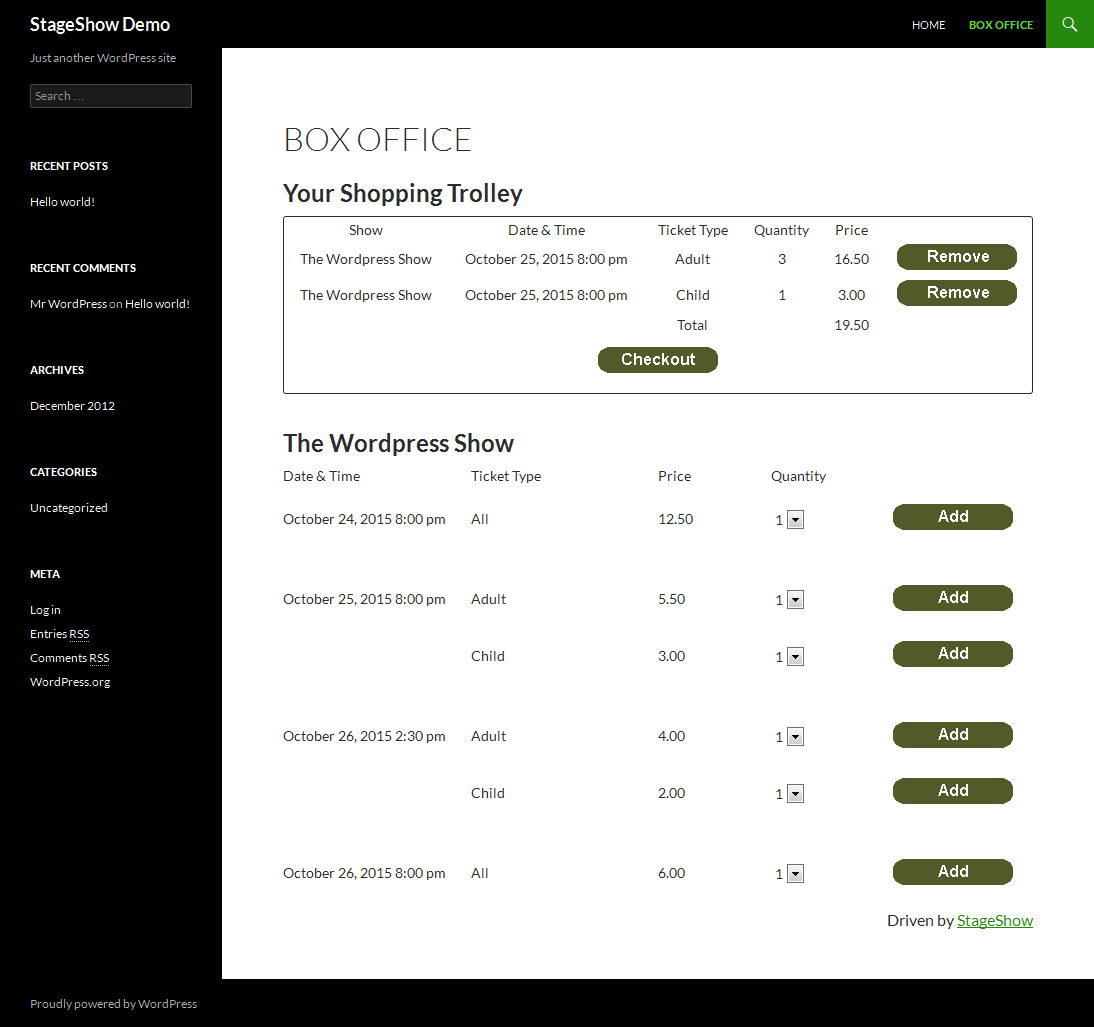 StageShow Demo
HOME BOX OFFICE
Just another WordPress site
Search ...
RECENT POSTS
Hello world!
RECENT COMMENTS
Mr WordPress on Hello world!
ARCHIVES
December 2012
CATEGORIES
Uncategorized
META
Log in
Entries RSS
Comments RSS
WordPress.org
BOX OFFICE
Your Shopping Trolley
Show Date & Time Ticket Type Quantity Price
The Wordpress Show October 25, 2015 8:00 pm Adult 3 16.50 Remove
The Wordpress Show October 25, 2015 8:00 pm Child 1 3.00 Remove
Total 19.50
Checkout
The Wordpress Show
Date & Time Ticket Type Price Quantity
October 24, 2015 8:00 pm All 12.50 1 Add
October 25, 2015 8:00 pm Adult 5.50 1 Add
Child 3.00 1 Add
October 26, 2015 2:30 pm Adult 4.00 1 Add
Child 2.00 1 Add
October 26, 2015 8:00 pm All 6.00 1 Add
Driven by StageShow
Proudly powered by WordPress